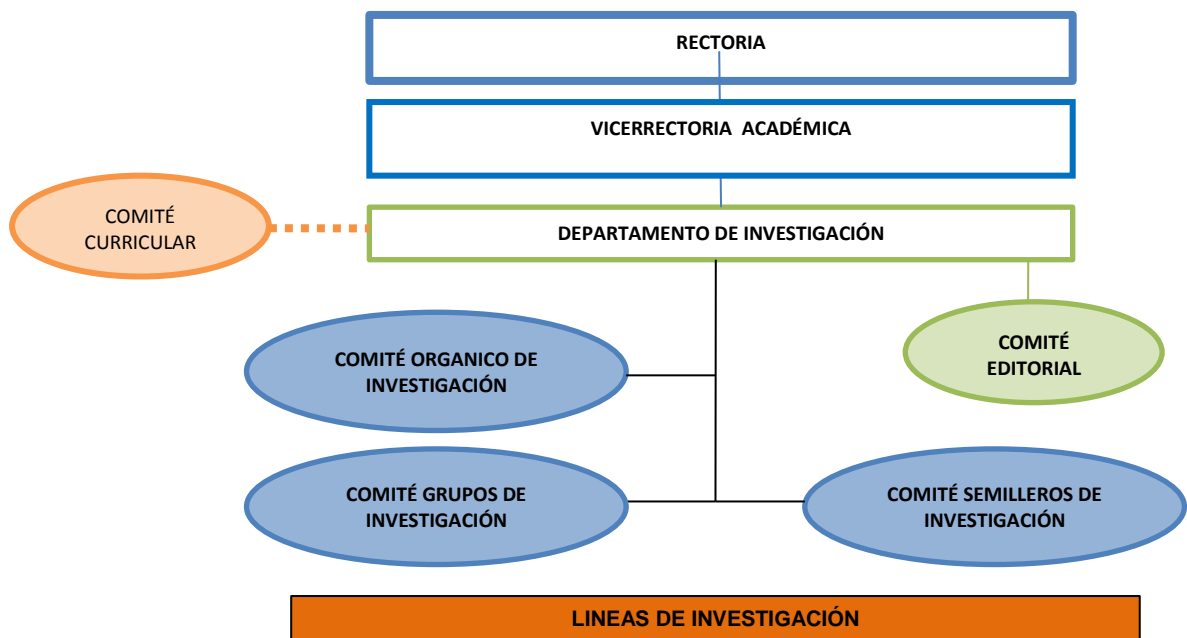 RECTORIA
VICERRECTORIA ACADÉMICA
COMITÉ
CURRICULAR
DEPARTAMENTO DE INVESTIGACIÓN
COMITÉ ORGANICO DE
INVESTIGACIÓN
COMITÉ
EDITORIAL
COMITÉ GRUPOS DE
INVESTIGACIÓN
COMITÉ SEMILLEROS DE
INVESTIGACIÓN
LINEAS DE INVESTIGACIÓN